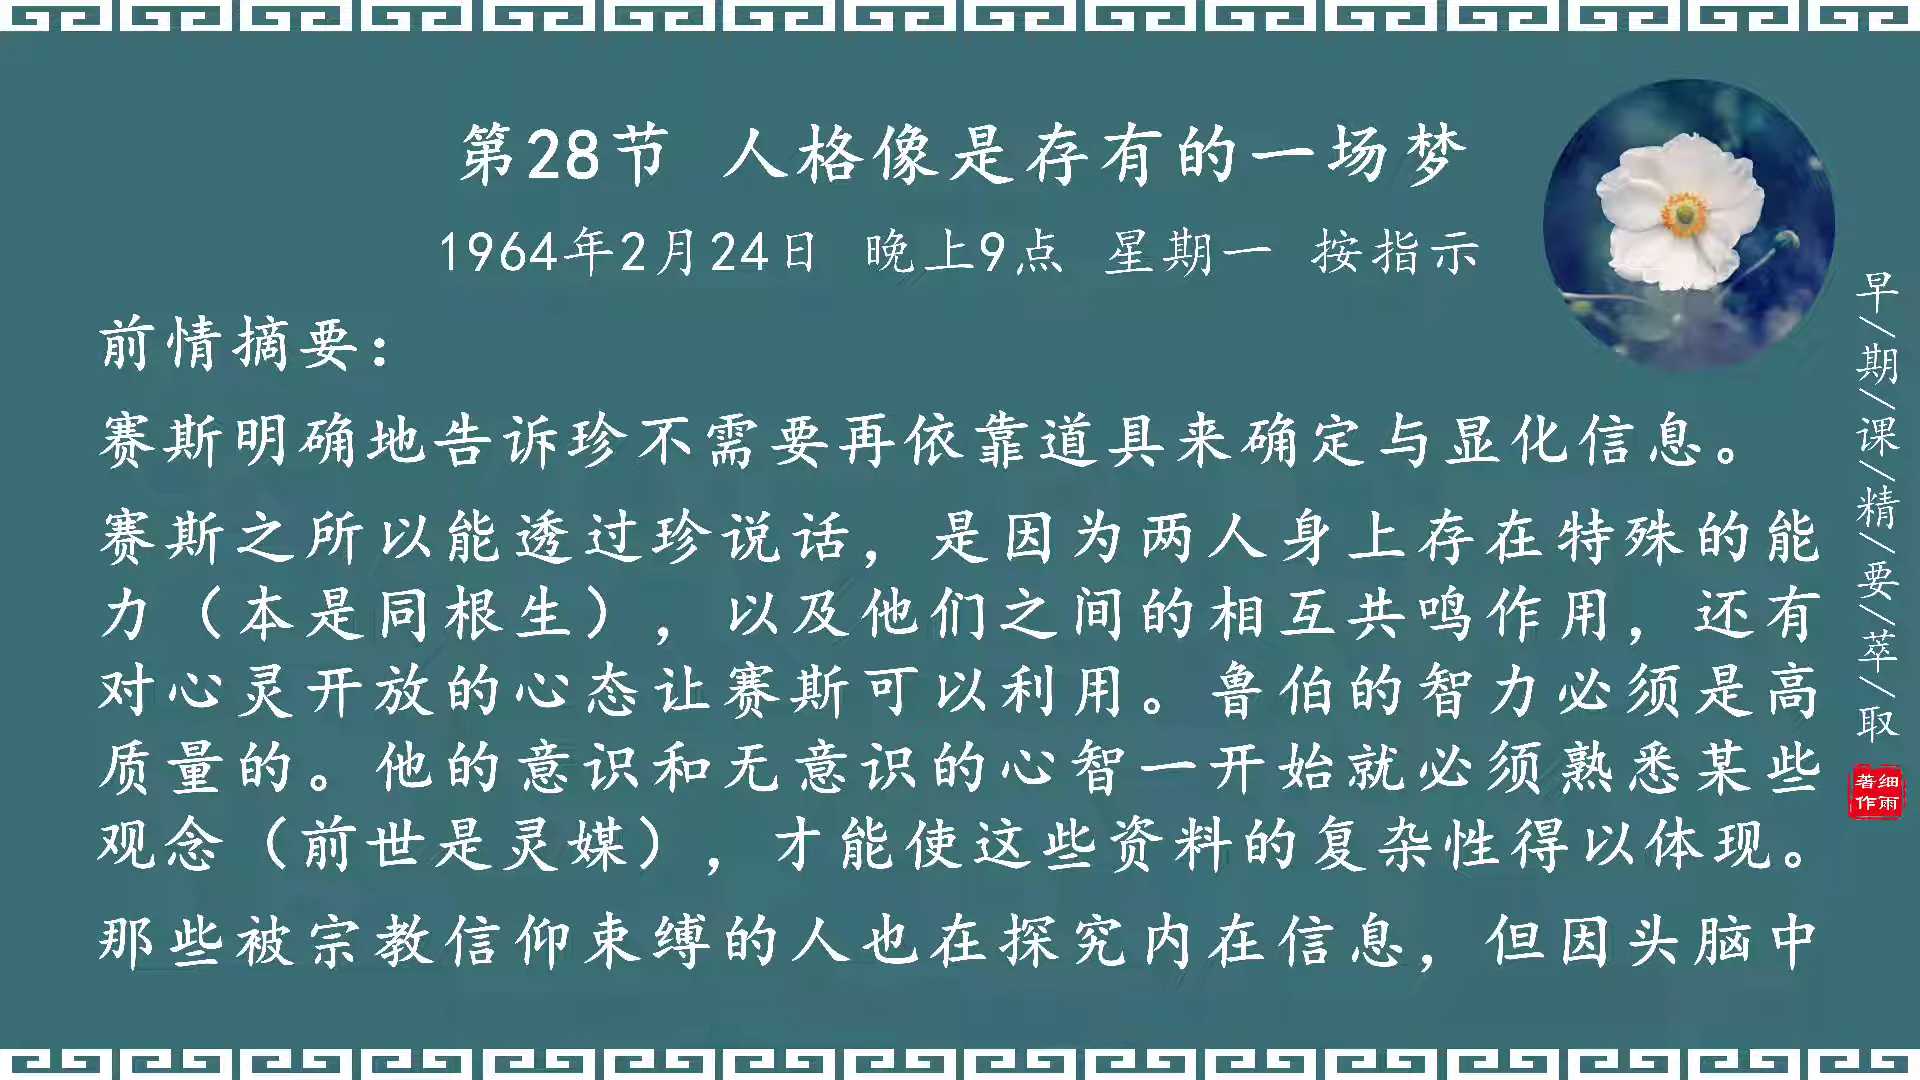 第28节 人格像是存有的一场梦
1964年2月24日 晚上9点 星期一 按指示
前情摘要：
赛斯明确地告诉珍不需要再依靠道具来确定与显化信息。
赛斯之所以能透过珍说话，是因为两人身上存在特殊的能
力（本是同根生），以及他们之间的相互共鸣作用，还有
对心灵开放的心态让赛斯可以利用。鲁伯的智力必须是高
质量的。他的意识和无意识的心智一开始就必须熟悉某些
观念（前世是灵媒），才能使这些资料的复杂性得以体现。
那些被宗教信仰束缚的人也在探究内在信息，但因头脑中
早/期/课/精/要/萃/取
细雨
著作